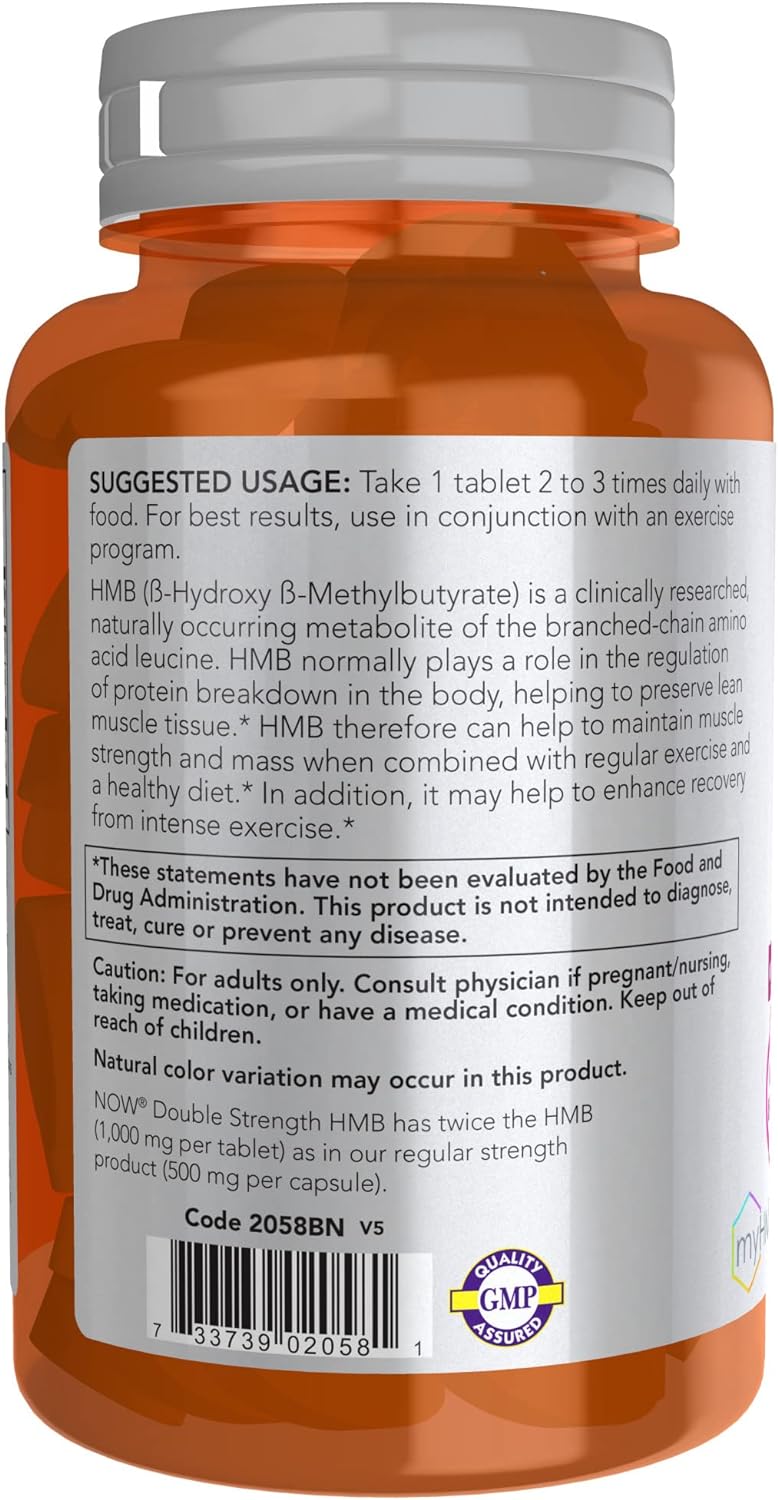 SUGGESTED USAGE: Take 1 tablet 2 to 3 times daily with
food. For best results, use in conjunction with an exercise
program.
HMB (ß-Hydroxy ß-Methylbutyrate) is a clinically researched,
naturally occurring metabolite of the branched-chain amino
acid leucine. HMB normally plays a role in the regulation
of protein breakdown in the body, helping to preserve lean
muscle tissue.* HMB therefore can help to maintain muscle
strength and mass when combined with regular exercise and
a healthy diet.* In addition, it may help to enhance recovery
from intense exercise.*
*These statements have not been evaluated by the Food and
Drug Administration. This product is not intended to diagnose,
treat, cure or prevent any disease.
Caution: For adults only. Consult physician if pregnant/nursing,
taking medication, or have a medical condition. Keep out of
reach of children.
Natural color variation may occur in this product.
NOW® Double Strength HMB has twice the HMB
(1,000 mg per tablet) as in our regular strength
product (500 mg per capsule).
Code 2058BN V5
7 33739 02058 1
QUALITY
GMP
ASSURED